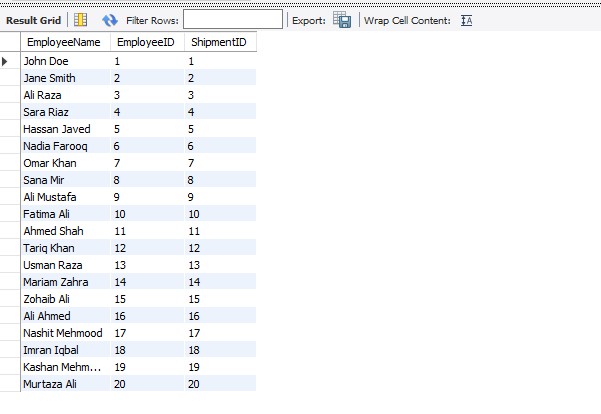 Result Grid Filter Rows: Export: Wrap Cell Content: IA
EmployeeName EmployeeID ShipmentID
John Doe 1 1
Jane Smith 2 2
Ali Raza 3 3
Sara Riaz 4 4
Hassan Javed 5 5
Nadia Farooq 6 6
Omar Khan 7 7
Sana Mir 8 8
Ali Mustafa 9 9
Fatima Ali 10 10
Ahmed Shah 11 11
Tariq Khan 12 12
Usman Raza 13 13
Mariam Zahra 14 14
Zohaib Ali 15 15
Ali Ahmed 16 16
Nashit Mehmood 17 17
Imran Iqbal 18 18
Kashan Mehm... 19 19
Murtaza Ali 20 20